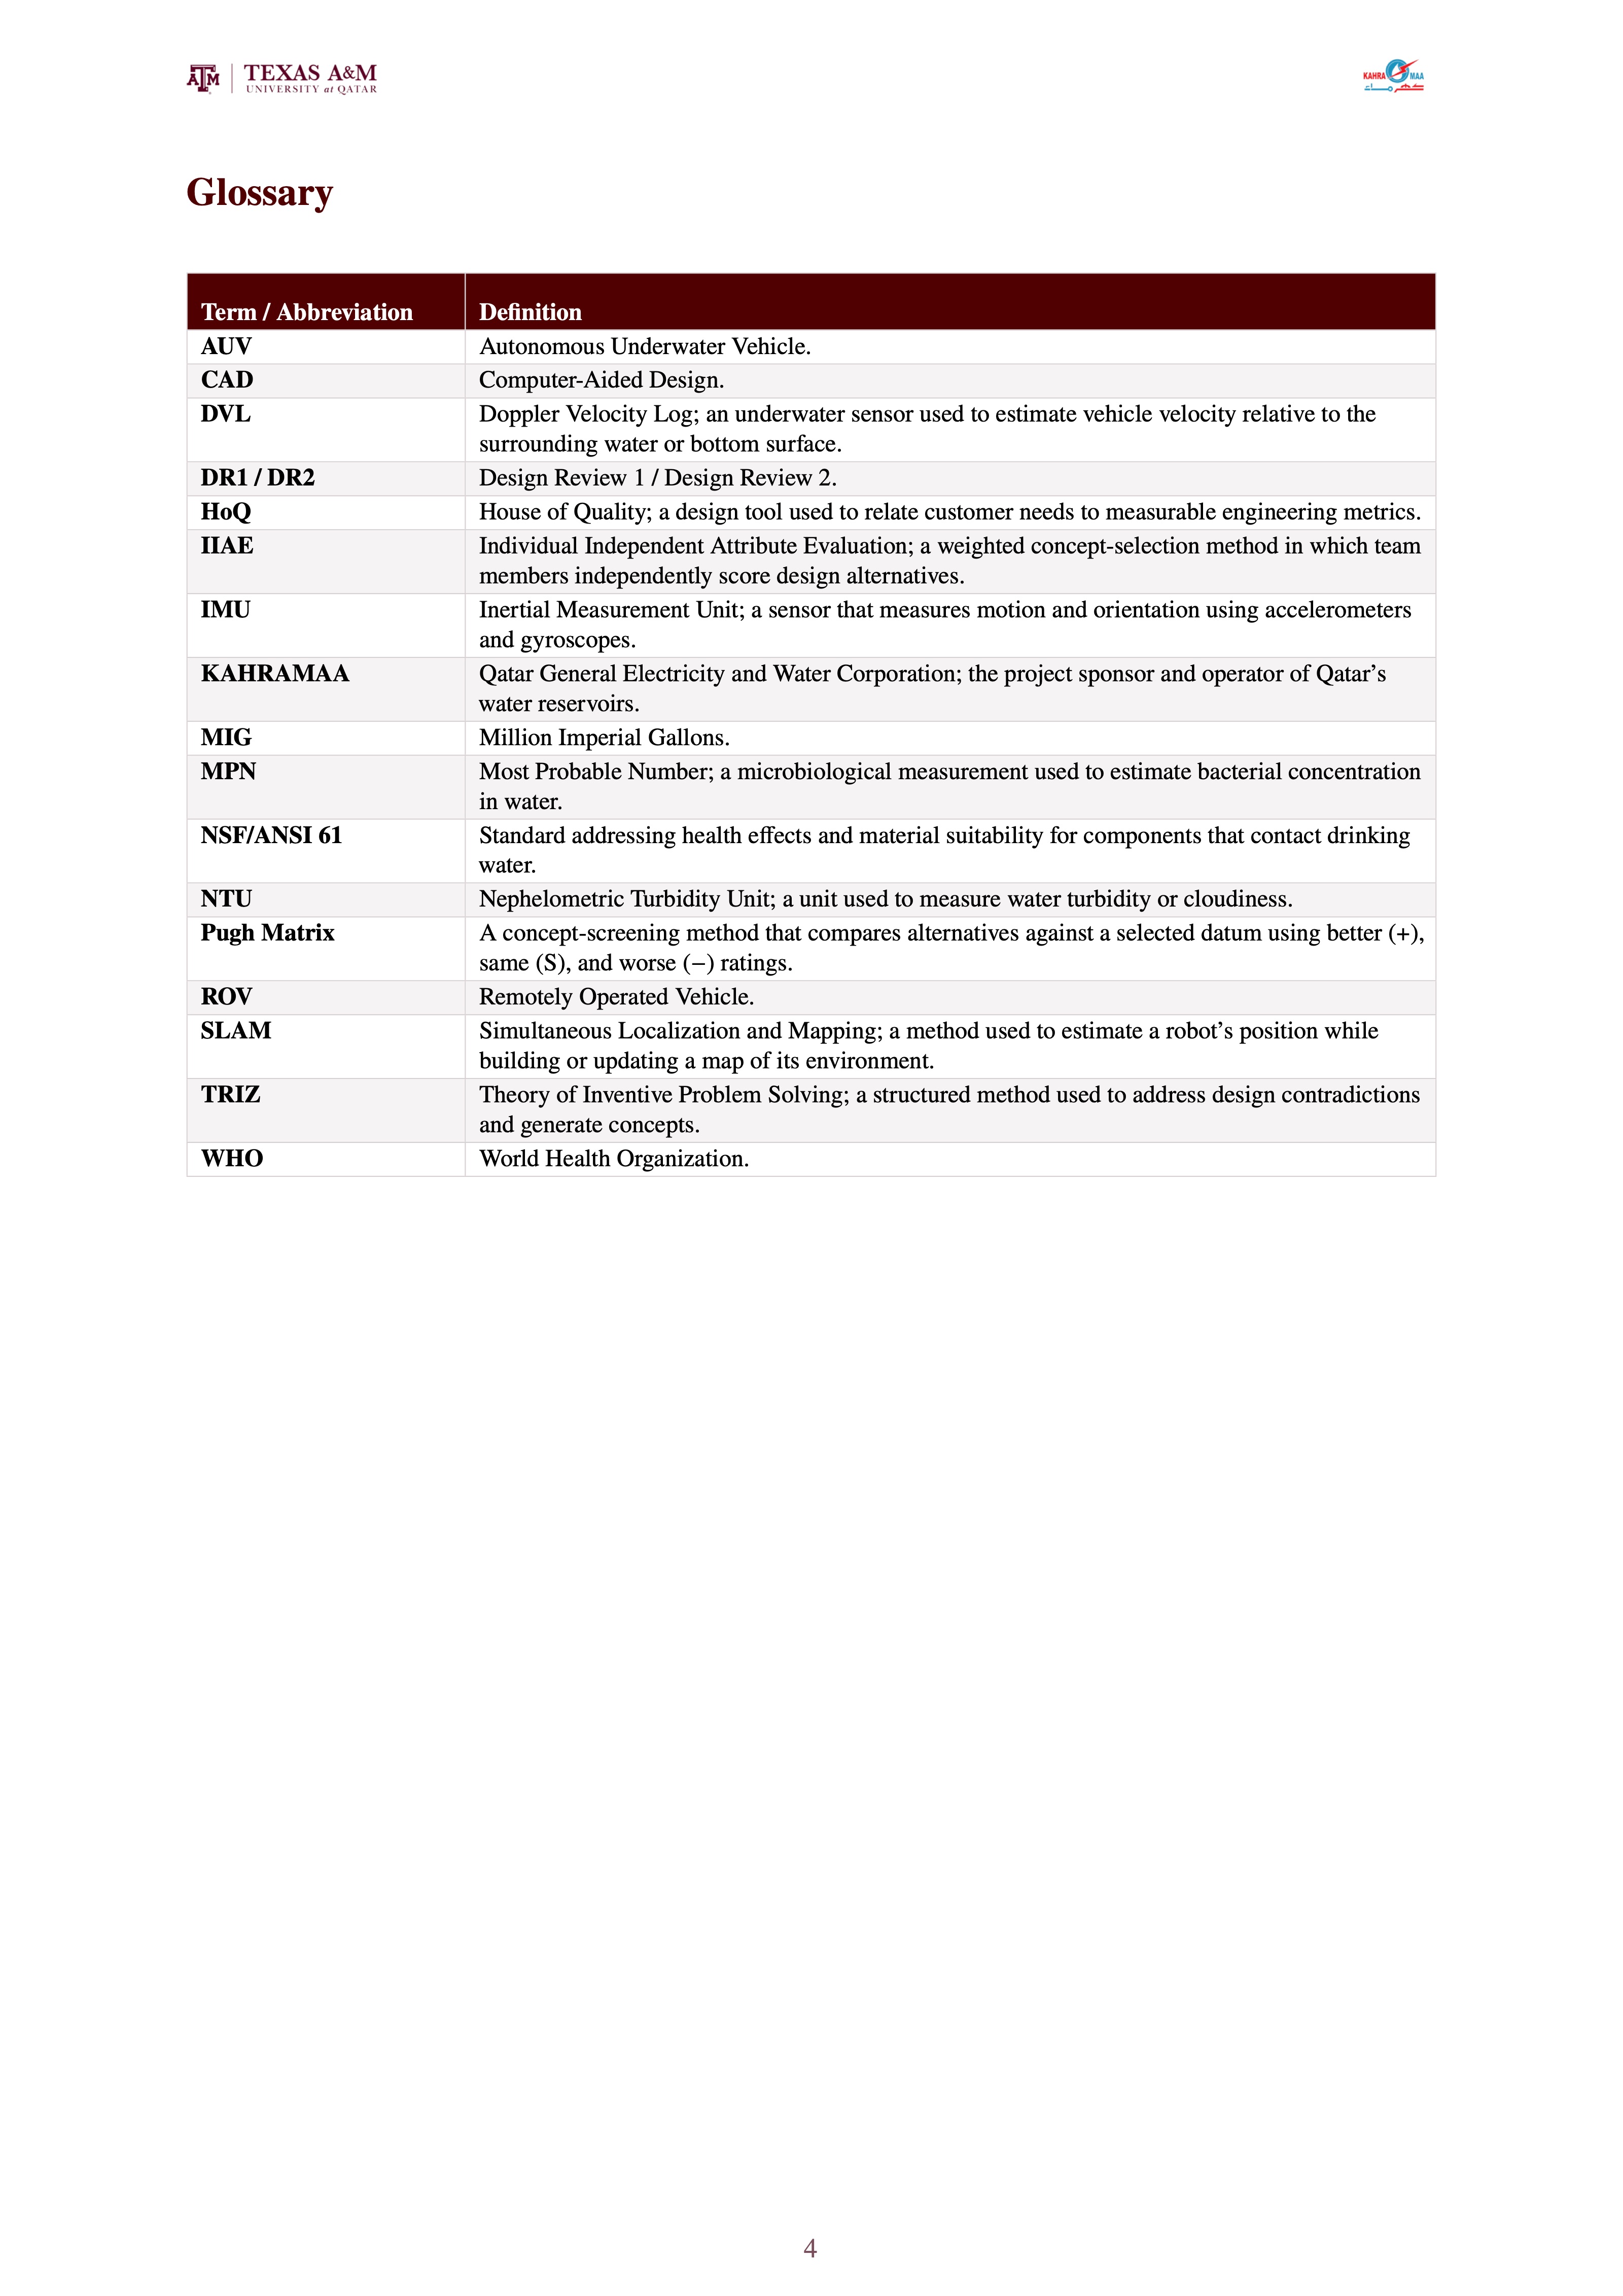 TEXAS A&M
UNIVERSITY at QATAR
KAHRA MAA
كهرماء
Glossary
Term / Abbreviation Definition
AUV Autonomous Underwater Vehicle.
CAD Computer-Aided Design.
DVL Doppler Velocity Log; an underwater sensor used to estimate vehicle velocity relative to the
surrounding water or bottom surface.
DR1 / DR2 Design Review 1 / Design Review 2.
HoQ House of Quality; a design tool used to relate customer needs to measurable engineering metrics.
IIAE Individual Independent Attribute Evaluation; a weighted concept-selection method in which team
members independently score design alternatives.
IMU Inertial Measurement Unit; a sensor that measures motion and orientation using accelerometers
and gyroscopes.
KAHRAMAA Qatar General Electricity and Water Corporation; the project sponsor and operator of Qatar’s
water reservoirs.
MIG Million Imperial Gallons.
MPN Most Probable Number; a microbiological measurement used to estimate bacterial concentration
in water.
NSF/ANSI 61 Standard addressing health effects and material suitability for components that contact drinking
water.
NTU Nephelometric Turbidity Unit; a unit used to measure water turbidity or cloudiness.
Pugh Matrix A concept-screening method that compares alternatives against a selected datum using better (+),
same (S), and worse (−) ratings.
ROV Remotely Operated Vehicle.
SLAM Simultaneous Localization and Mapping; a method used to estimate a robot’s position while
building or updating a map of its environment.
TRIZ Theory of Inventive Problem Solving; a structured method used to address design contradictions
and generate concepts.
WHO World Health Organization.
4